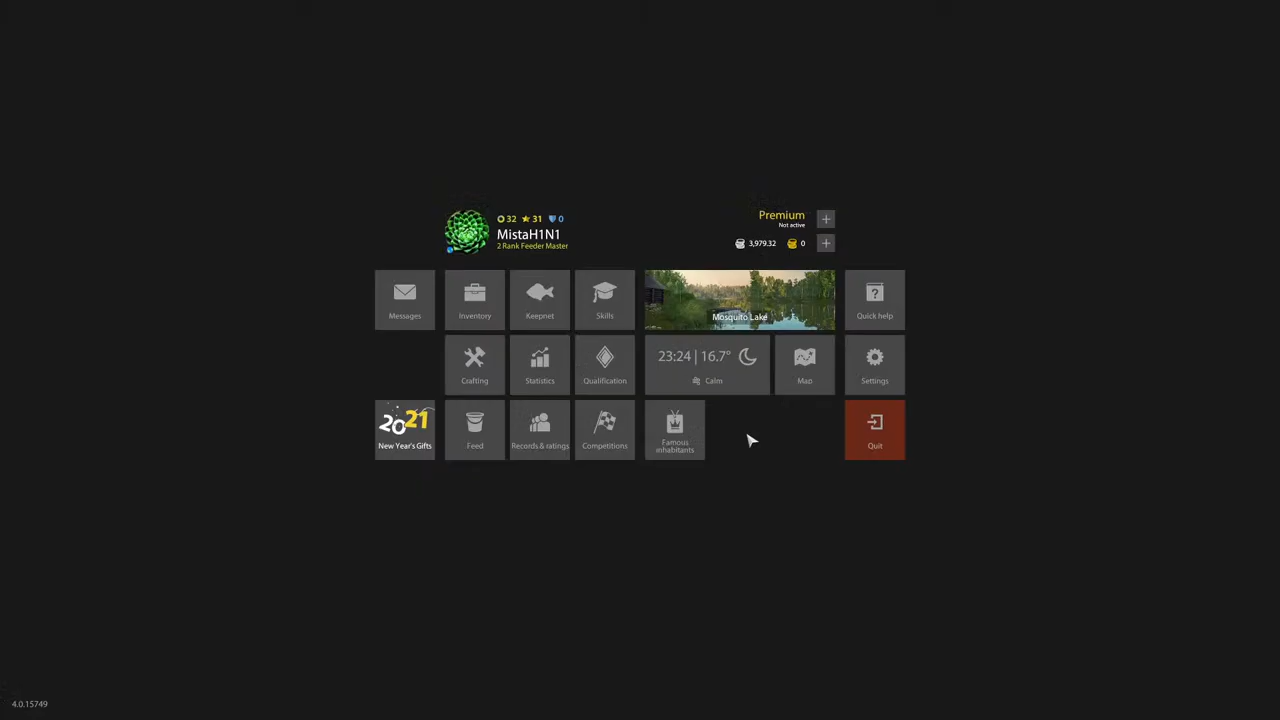 32 31 0
MistaH1N1
2 Rank Feeder Master
Premium
Not active
3,979.32 0
Messages
Inventory
Keepnet
Skills
Mosquito Lake
Quick help
Crafting
Statistics
Qualification
23:24 | 16.7°
Calm
Map
Settings
2021
New Year's Gifts
Feed
Records & ratings
Competitions
Famous
inhabitants
Quit
4.0.15749